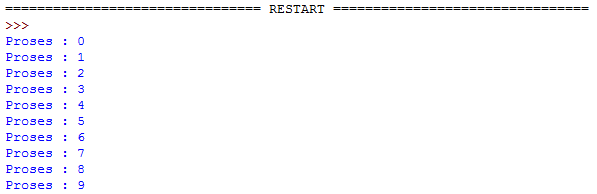 ================================ RESTART ================================
>>>
Proses : 0
Proses : 1
Proses : 2
Proses : 3
Proses : 4
Proses : 5
Proses : 6
Proses : 7
Proses : 8
Proses : 9